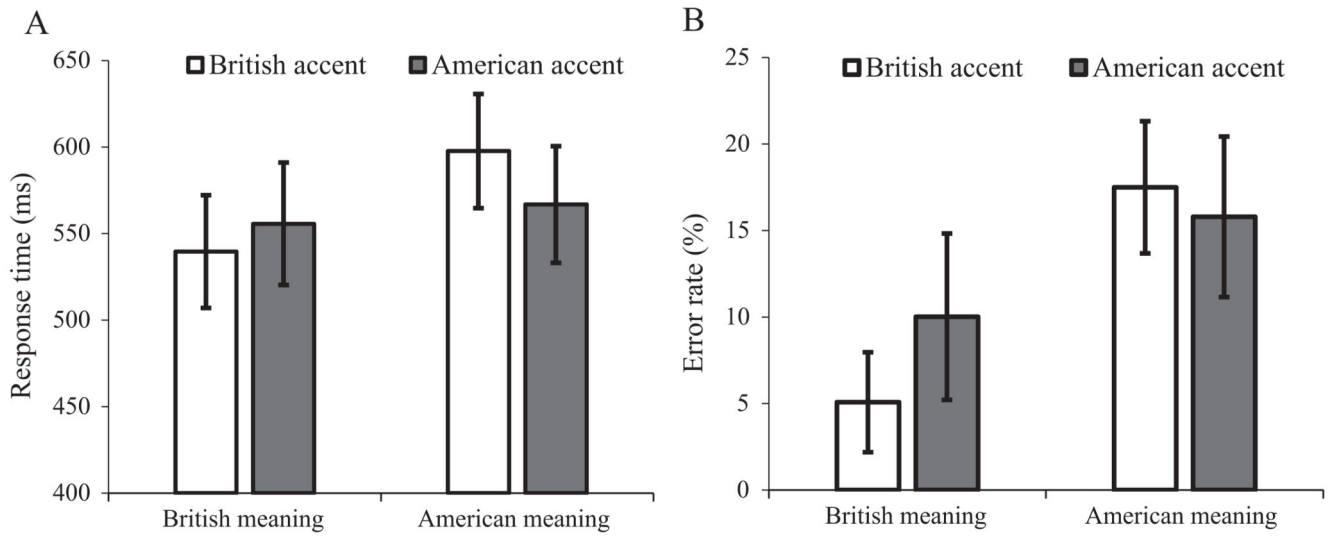 A
British accent
American accent
650
600
550
500
450
400
Response time (ms)
British meaning
American meaning
B
British accent
American accent
25
20
15
10
5
0
Error rate (%)
British meaning
American meaning